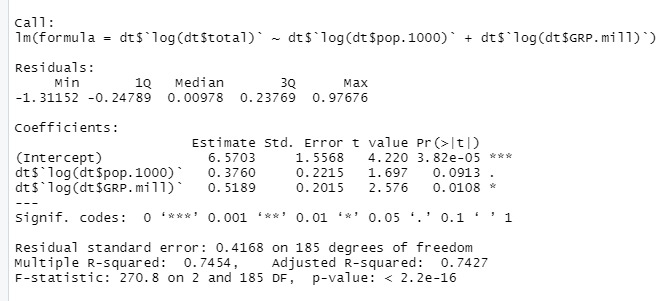 Call:
lm(formula = dt$`log(dt$total)` ~ dt$`log(dt$pop.1000)` + dt$`log(dt$GRP.mill)`)
Residuals:
Min 1Q Median 3Q Max
-1.31152 -0.24789 0.00978 0.23769 0.97676
Coefficients:
Estimate Std. Error t value Pr(>|t|)
(Intercept) 6.5703 1.5568 4.220 3.82e-05 ***
dt$`log(dt$pop.1000)` 0.3760 0.2215 1.697 0.0913 .
dt$`log(dt$GRP.mill)` 0.5189 0.2015 2.576 0.0108 *
---
Signif. codes: 0 ‘***’ 0.001 ‘**’ 0.01 ‘*’ 0.05 ‘.’ 0.1 ‘ ’ 1
Residual standard error: 0.4168 on 185 degrees of freedom
Multiple R-squared: 0.7454, Adjusted R-squared: 0.7427
F-statistic: 270.8 on 2 and 185 DF, p-value: < 2.2e-16